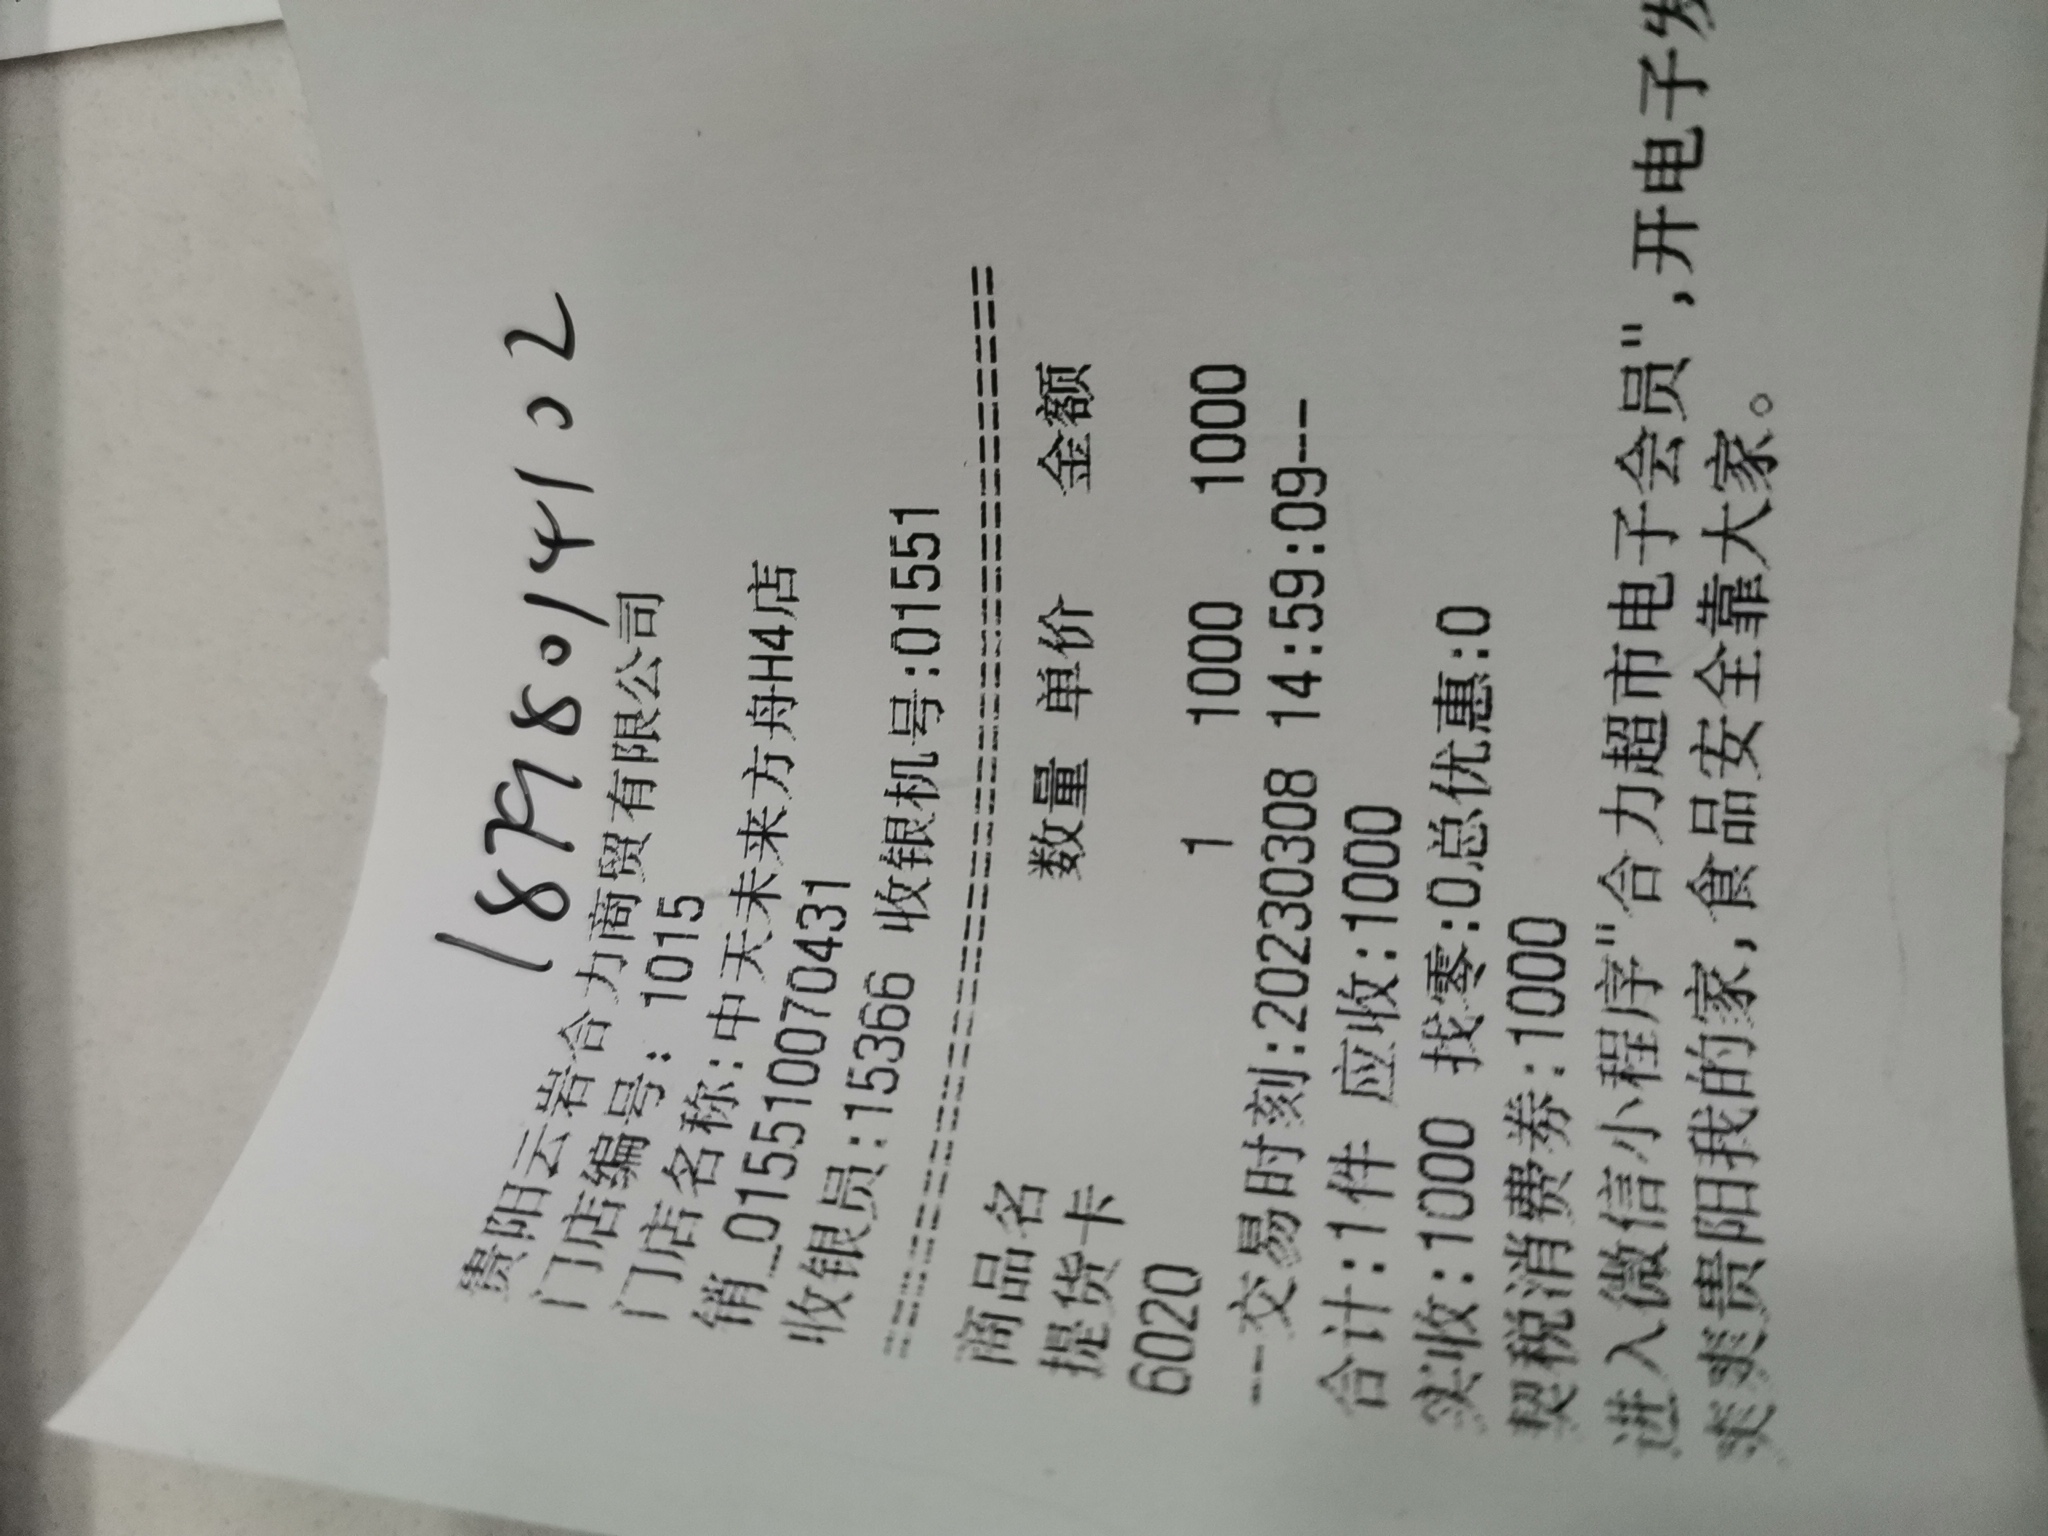 18798014102
贵阳云岩合力商贸有限公司
门店编号: 1015
门店名称:中天未来方舟H4店
销_0155100704​31
收银员:15366 收银机号:01551
商品名 数量 单价 金额
提货卡
6020 1 1000 1000
--交易时刻:20230308 14:59:09---
合计:1件 应收:1000
实收:1000 找零:0总优惠:0
契税消费券:1000
进入微信小程序"合力超市电子会员",开电子发
爽爽贵阳我的家,食品安全靠大家。